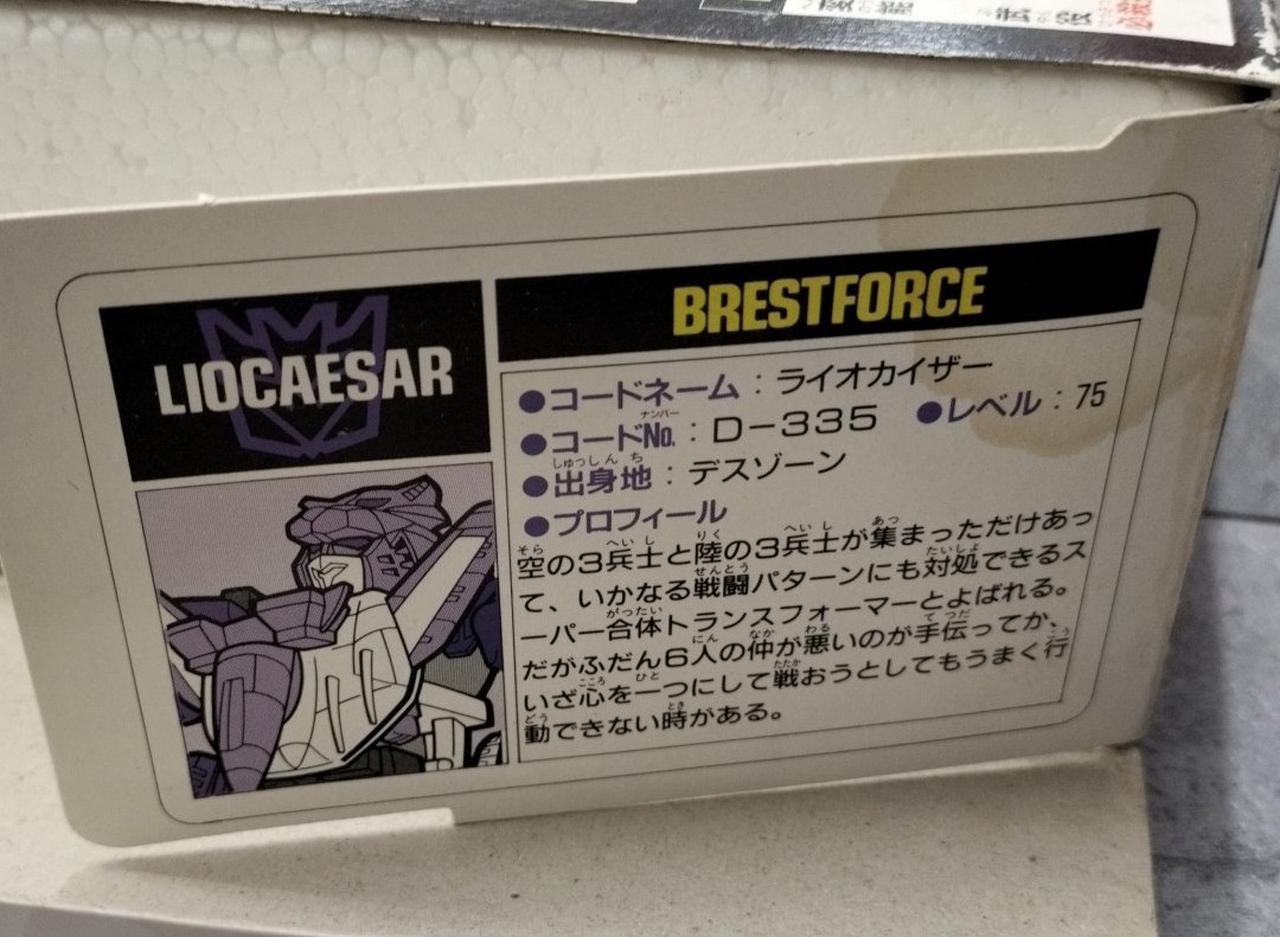 LIOCAESAR
BRESTFORCE
●コードネーム：ライオカイザー
●コードNo.：D-335 ●レベル：75
●出身地：デスゾーン
●プロフィール
空の3兵士と陸の3兵士が集まっただけあっ
て、いかなる戦闘パターンにも対処できるス
ーパー合体トランスフォーマーとよばれる。
だがふだん6人の仲が悪いのが手伝ってか、
いざ心を一つにして戦おうとしてもうまく行
動できない時がある。